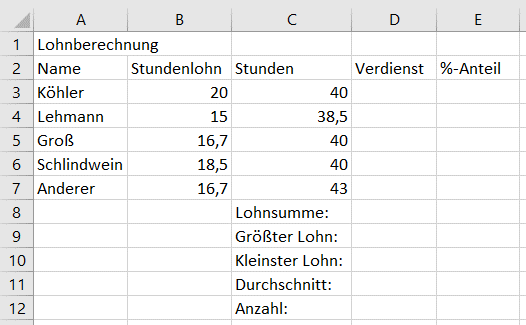 A B C D E
1 Lohnberechnung
2 Name Stundenlohn Stunden Verdienst %-Anteil
3 Köhler 20 40
4 Lehmann 15 38,5
5 Groß 16,7 40
6 Schlindwein 18,5 40
7 Anderer 16,7 43
8 Lohnsumme:
9 Größter Lohn:
10 Kleinster Lohn:
11 Durchschnitt:
12 Anzahl: